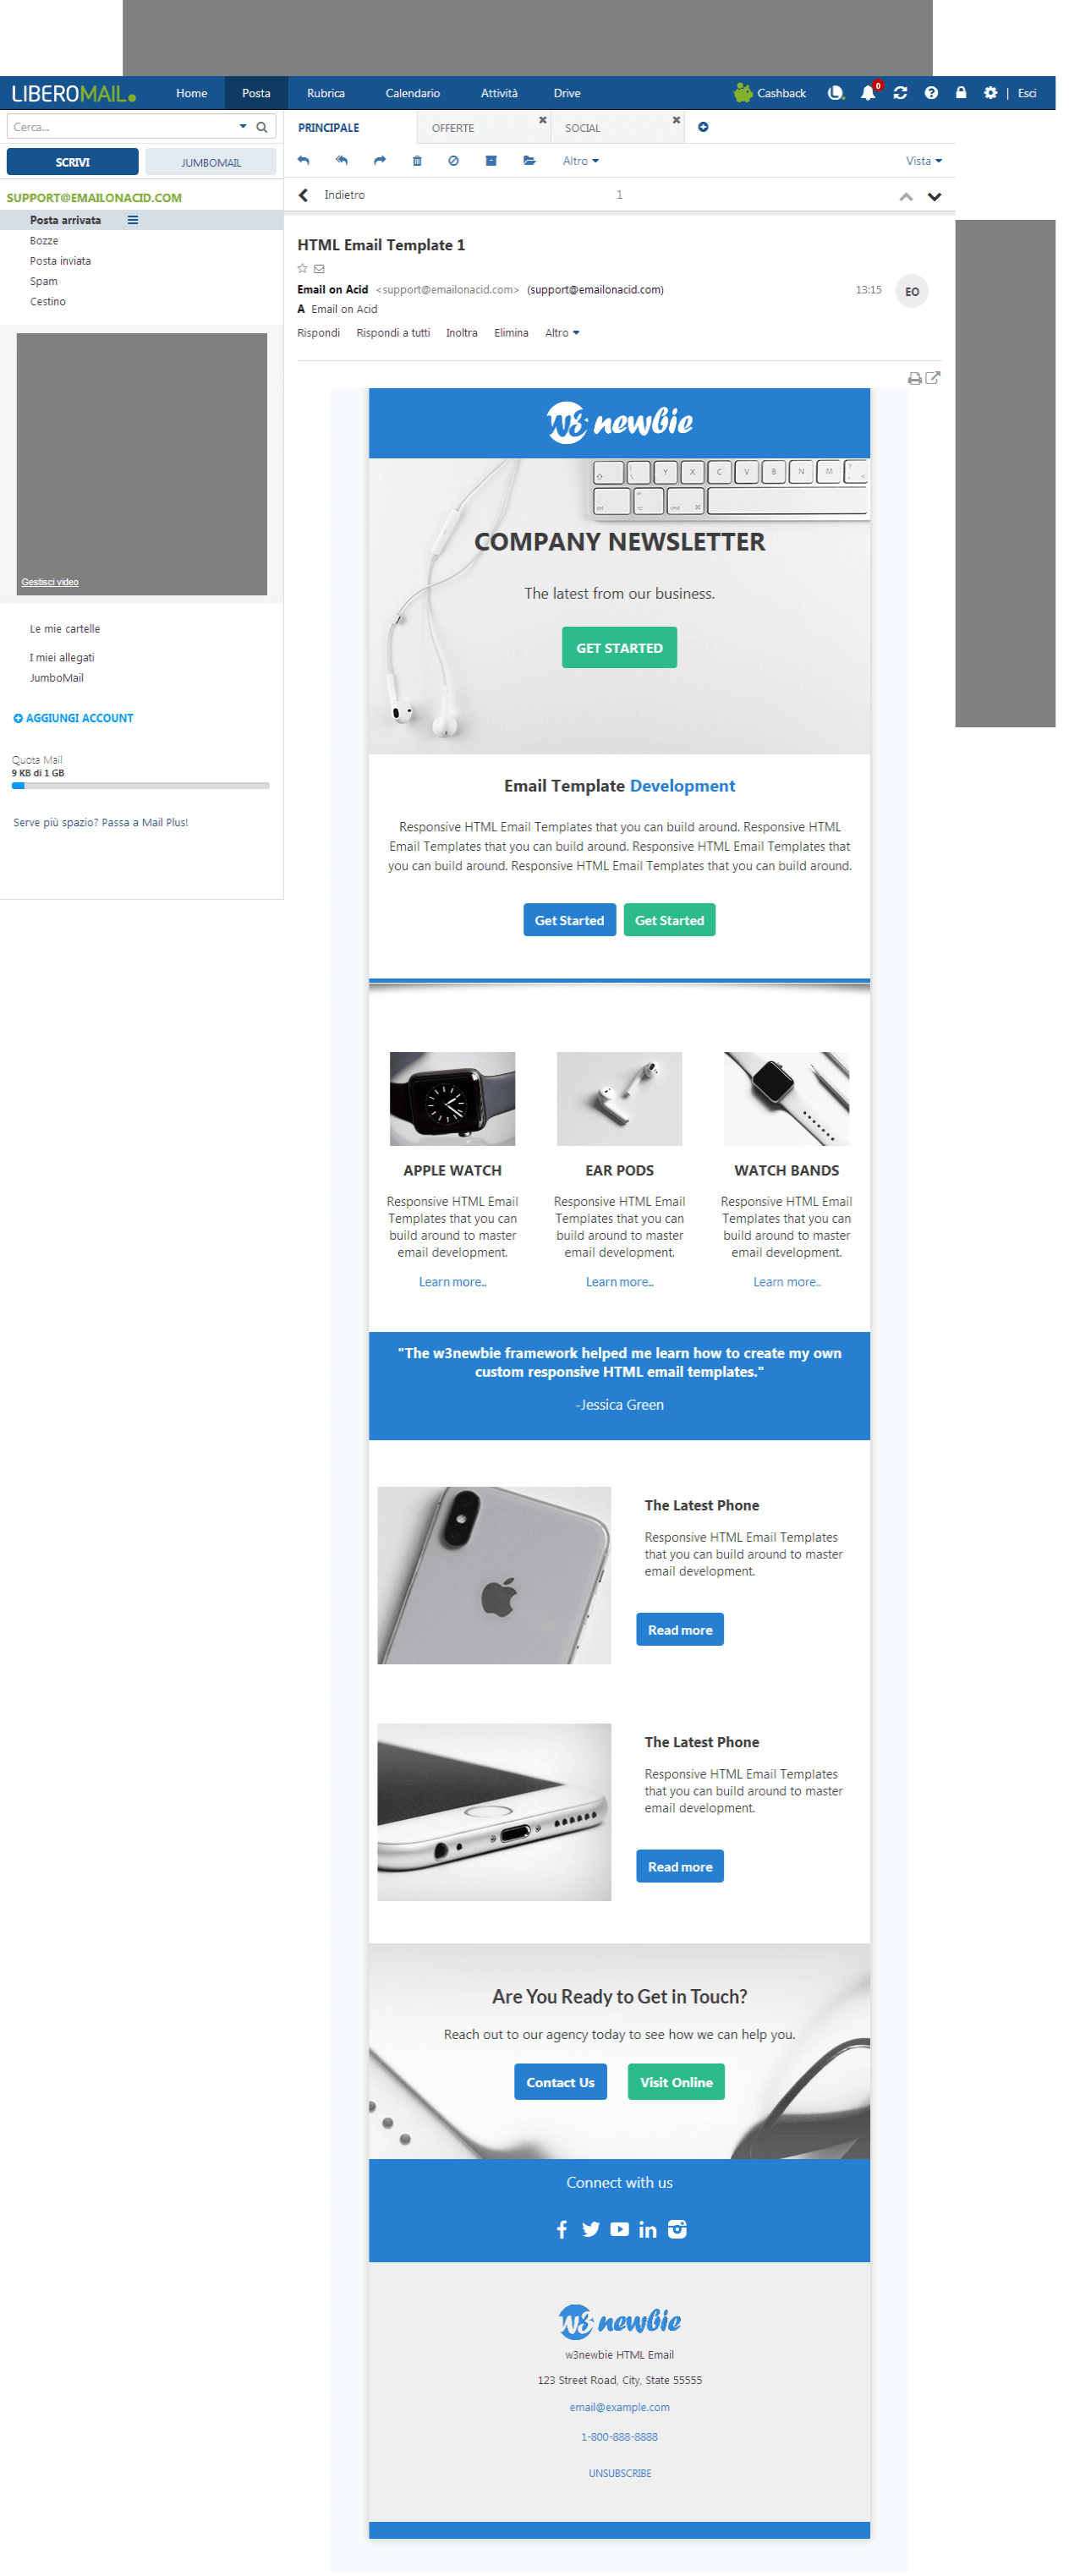 LIBEROMAIL
Home
Posta
Rubrica
Calendario
Attività
Drive
Cashback
0
Esci
Cerca...
SCRIVI
JUMBOMAIL
SUPPORT@EMAILONACID.COM
Posta arrivata
Bozze
Posta inviata
Spam
Cestino
Gestisci video
Le mie cartelle
I miei allegati
JumboMail
AGGIUNGI ACCOUNT
Quota Mail
9 KB di 1 GB
Serve più spazio? Passa a Mail Plus!
PRINCIPALE
OFFERTE
SOCIAL
Altro
Vista
Indietro
1
HTML Email Template 1
Email on Acid <support@emailonacid.com> (support@emailonacid.com)
13:15
EO
A Email on Acid
Rispondi Rispondi a tutti Inoltra Elimina Altro
w3 newbie
Y X C V B N M
COMPANY NEWSLETTER
The latest from our business.
GET STARTED
Email Template Development
Responsive HTML Email Templates that you can build around. Responsive HTML
Email Templates that you can build around. Responsive HTML Email Templates that
you can build around. Responsive HTML Email Templates that you can build around.
Get Started
Get Started
APPLE WATCH
Responsive HTML Email
Templates that you can
build around to master
email development.
Learn more..
EAR PODS
Responsive HTML Email
Templates that you can
build around to master
email development.
Learn more..
WATCH BANDS
Responsive HTML Email
Templates that you can
build around to master
email development.
Learn more..
"The w3newbie framework helped me learn how to create my own
custom responsive HTML email templates."
-Jessica Green
The Latest Phone
Responsive HTML Email Templates
that you can build around to master
email development.
Read more
The Latest Phone
Responsive HTML Email Templates
that you can build around to master
email development.
Read more
Are You Ready to Get in Touch?
Reach out to our agency today to see how we can help you.
Contact Us
Visit Online
Connect with us
w3 newbie
w3newbie HTML Email
123 Street Road, City, State 55555
email@example.com
1-800-888-8888
UNSUBSCRIBE